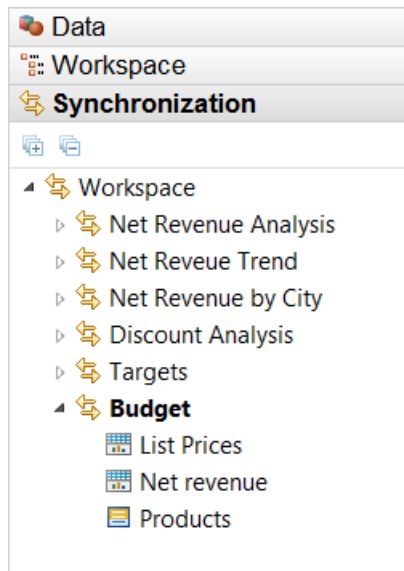 Data
Workspace
Synchronization
Workspace
Net Revenue Analysis
Net Reveue Trend
Net Revenue by City
Discount Analysis
Targets
Budget
List Prices
Net revenue
Products